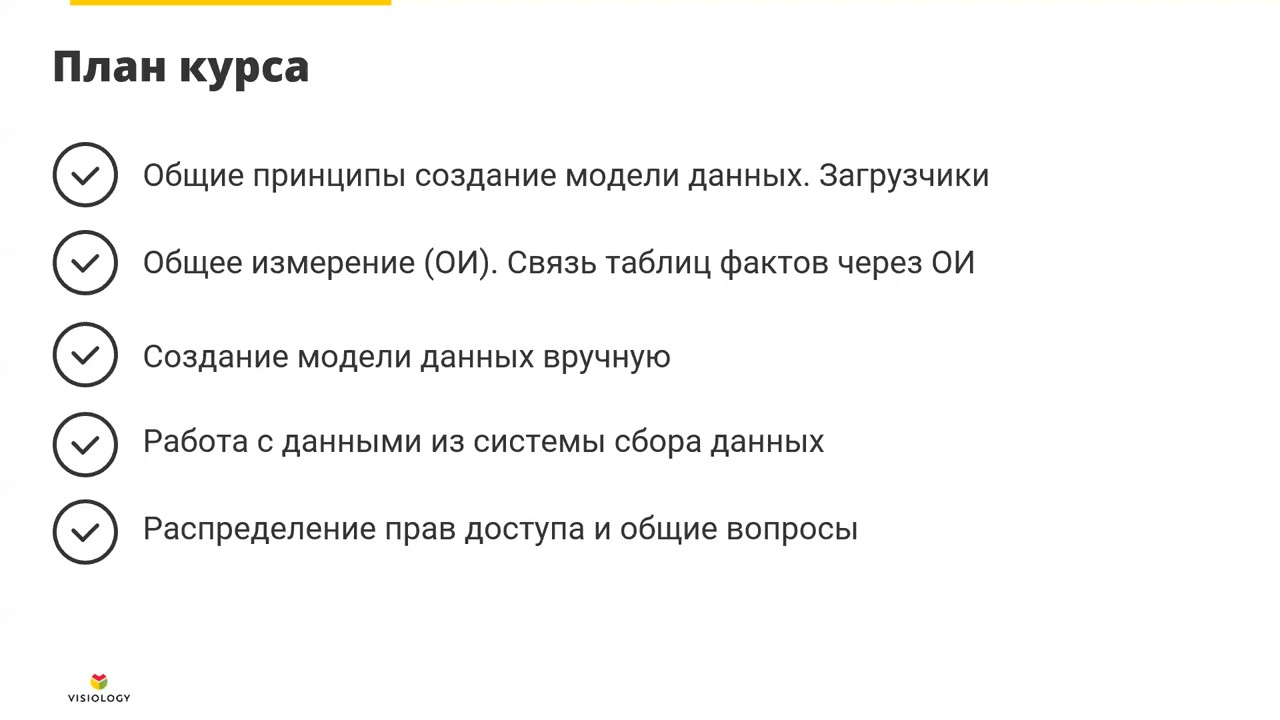 План курса
Общие принципы создание модели данных. Загрузчики
Общее измерение (ОИ). Связь таблиц фактов через ОИ
Создание модели данных вручную
Работа с данными из системы сбора данных
Распределение прав доступа и общие вопросы
VISIOLOGY